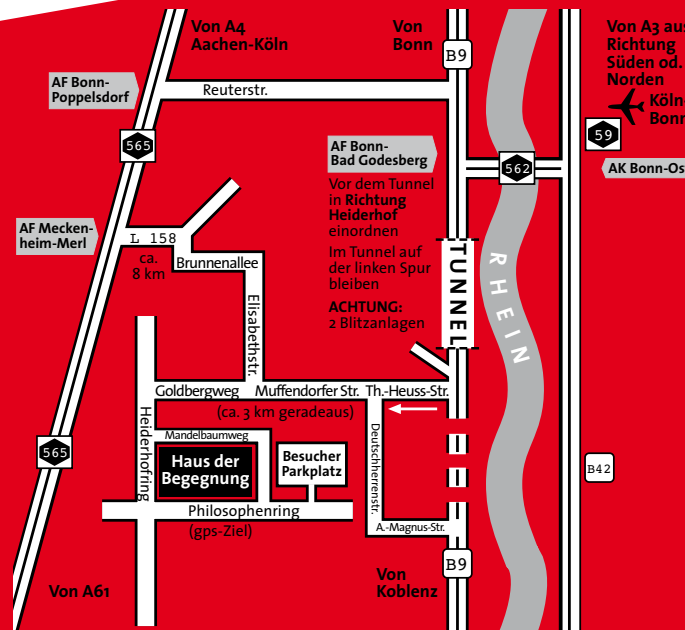 Von A4
Aachen-Köln
Von
Bonn
B9
Von A3 aus
Richtung
Süden od.
Norden
Köln-
Bonn
59
AK Bonn-Os
AF Bonn-
Poppelsdorf
Reuterstr.
565
AF Bonn-
Bad Godesberg
562
Vor dem Tunnel
in Richtung
Heiderhof
einordnen
Im Tunnel auf
der linken Spur
bleiben
ACHTUNG:
2 Blitzanlagen
TUNNEL
RHEIN
AF Mecken-
heim-Merl
L 158
ca.
8 km
Brunnenallee
Elisabethstr.
Goldbergweg
Muffendorfer Str.
Th.-Heuss-Str.
(ca. 3 km geradeaus)
Heiderhofring
Mandelbaumweg
Deutschherrenstr.
565
Haus der
Begegnung
Besucher
Parkplatz
B42
Philosophenring
(gps-Ziel)
A.-Magnus-Str.
B9
Von
Koblenz
Von A61